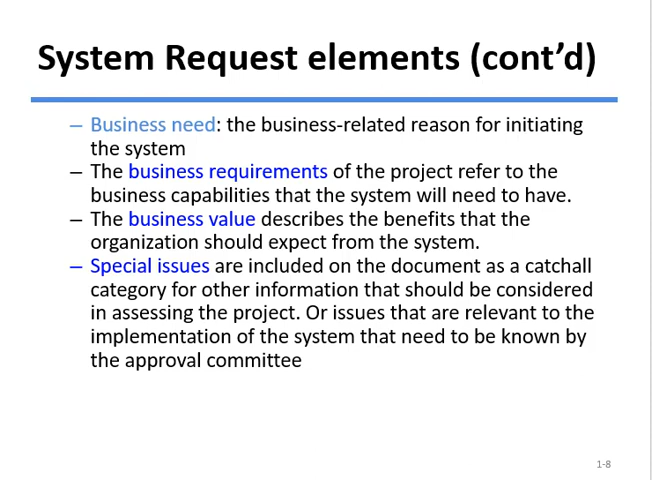 System Request elements (cont’d)
– Business need: the business-related reason for initiating
the system
– The business requirements of the project refer to the
business capabilities that the system will need to have.
– The business value describes the benefits that the
organization should expect from the system.
– Special issues are included on the document as a catchall
category for other information that should be considered
in assessing the project. Or issues that are relevant to the
implementation of the system that need to be known by
the approval committee
1-8